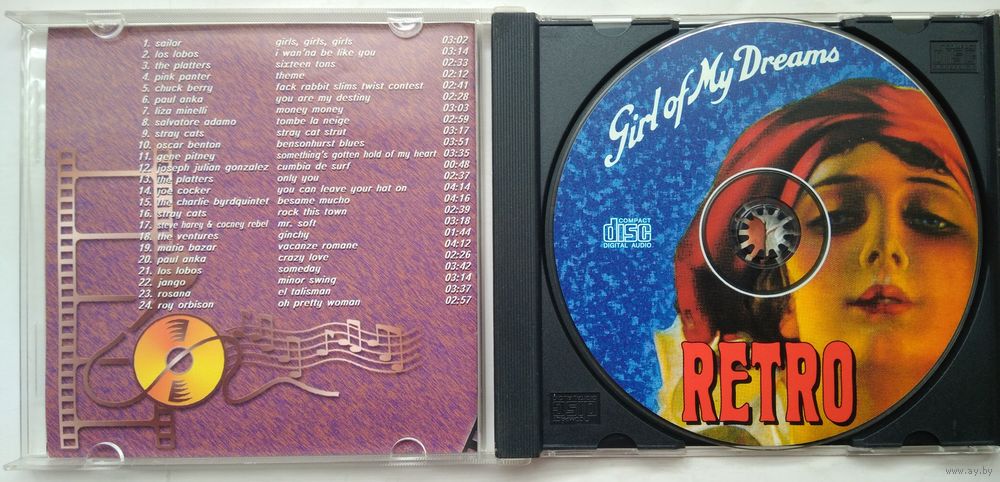 1. sailor girls, girls, girls 03:02
2. los lobos i wan'na be like you 03:14
3. the platters sixteen tons 02:33
4. pink panter theme 02:12
5. chuck berry fack rabbit slims twist contest 02:41
6. paul anka you are my destiny 02:28
7. liza minelli money money 03:03
8. salvatore adamo tombe la neige 02:59
9. stray cats stray cat strut 03:17
10. oscar benton bensonhurst blues 03:51
11. gene pitney something's gotten hold of my heart 03:35
12. joseph julian gonzalez cumbia de surf 00:48
13. the platters only you 02:37
14. joe cocker you can leave your hat on 04:14
15. the charlie byrdquintet besame mucho 04:16
16. stray cats rock this town 02:39
17. steve harey & cocney rebel mr. soft 03:18
18. the ventures ginchy 01:44
19. matia bazar vacanze romane 04:12
20. paul anka crazy love 02:26
21. los lobos someday 03:42
22. jango minor swing 03:14
23. rosana el talisman 03:37
24. roy orbison oh pretty woman 02:57
Girl of My Dreams
COMPACT
disc
DIGITAL AUDIO
RETRO
www.ay.by